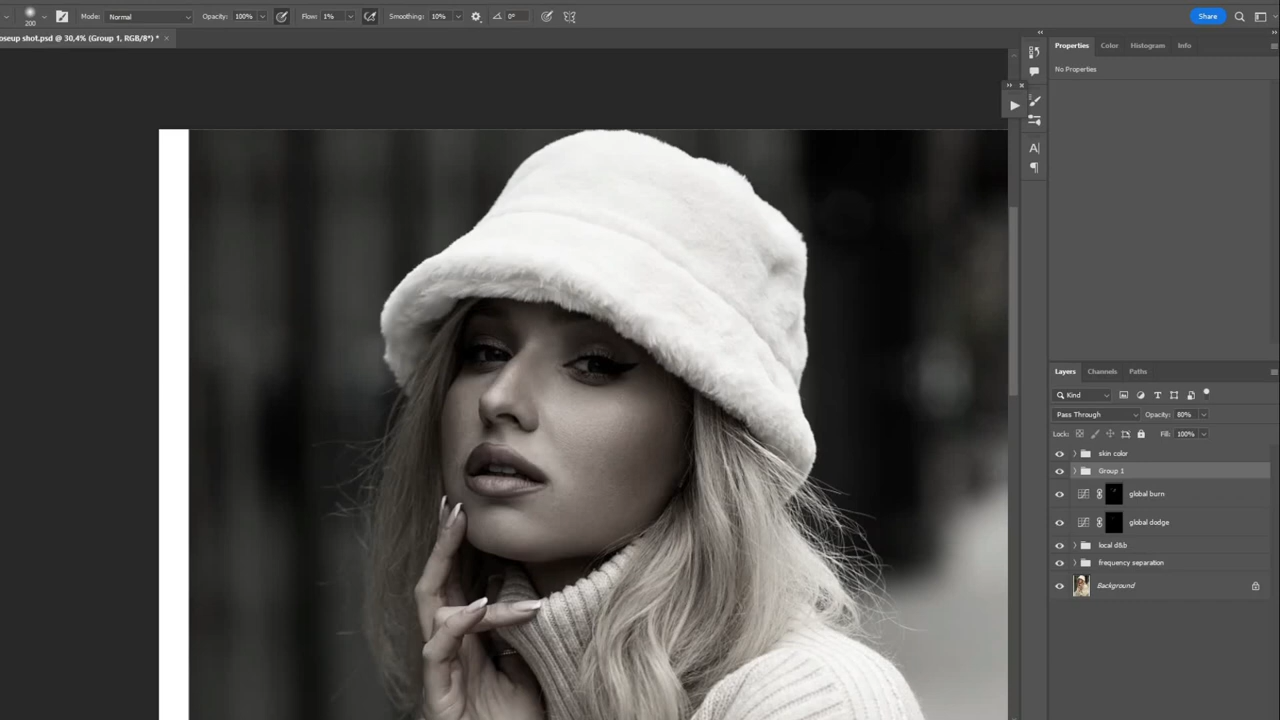 200 Mode: Normal Opacity: 100% Flow: 1% Smoothing: 10% 0° Share
oseup shot.psd @ 30,4% (Group 1, RGB/8*) * ×
Properties Color Histogram Info
No Properties
Layers Channels Paths
Kind
Pass Through Opacity: 80%
Lock: Fill: 100%
skin color
Group 1
global burn
global dodge
local d&b
frequency separation
Background